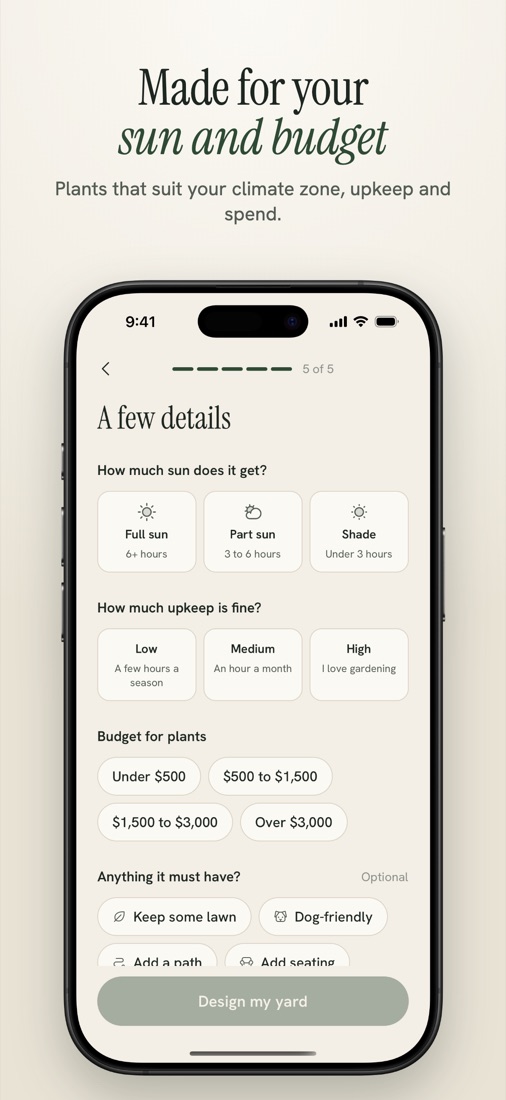 Made for your
sun and budget
Plants that suit your climate zone, upkeep and
spend.
9:41
5 of 5
A few details
How much sun does it get?
Full sun
6+ hours
Part sun
3 to 6 hours
Shade
Under 3 hours
How much upkeep is fine?
Low
A few hours a
season
Medium
An hour a month
High
I love gardening
Budget for plants
Under $500
$500 to $1,500
$1,500 to $3,000
Over $3,000
Anything it must have?
Optional
Keep some lawn
Dog-friendly
Add a path
Add seating
Design my yard